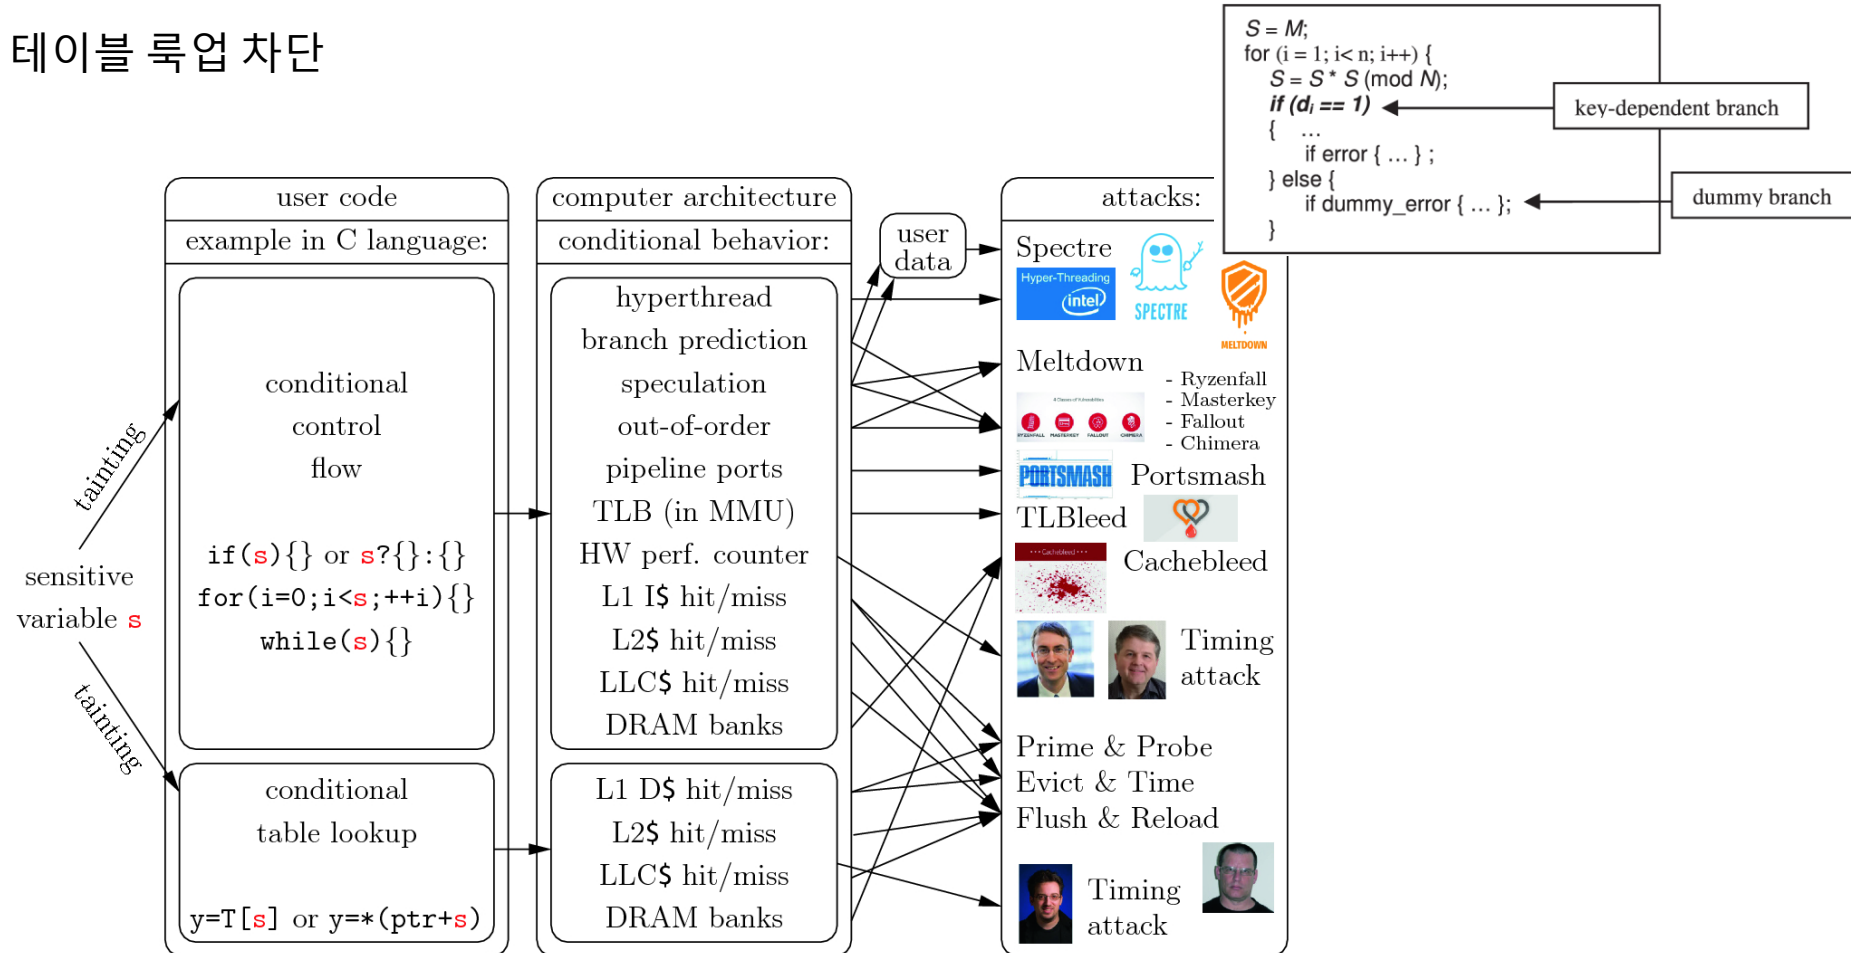 테이블 룩업 차단
S = M;
for (i = 1; i< n; i++) {
S = S * S (mod N);
if (dᵢ == 1)
{ ...
if error { ... } ;
} else {
if dummy_error { ... };
}
key-dependent branch
dummy branch
sensitive
variable s
tainting
tainting
user code
example in C language:
conditional
control
flow
if(s){} or s?{}:{}
for(i=0;i<s;++i){}
while(s){}
conditional
table lookup
y=T[s] or y=*(ptr+s)
computer architecture
conditional behavior:
hyperthread
branch prediction
speculation
out-of-order
pipeline ports
TLB (in MMU)
HW perf. counter
L1 I$ hit/miss
L2$ hit/miss
LLC$ hit/miss
DRAM banks
L1 D$ hit/miss
L2$ hit/miss
LLC$ hit/miss
DRAM banks
user
data
attacks:
Spectre
Hyper-Threading
intel
SPECTRE
MELTDOWN
Meltdown
- Ryzenfall
- Masterkey
- Fallout
- Chimera
RYZENFALL MASTERKEY FALLOUT CHIMERA
PORTSMASH
Portsmash
TLBleed
Cachebleed
Cachebleed
Timing
attack
Prime & Probe
Evict & Time
Flush & Reload
Timing
attack